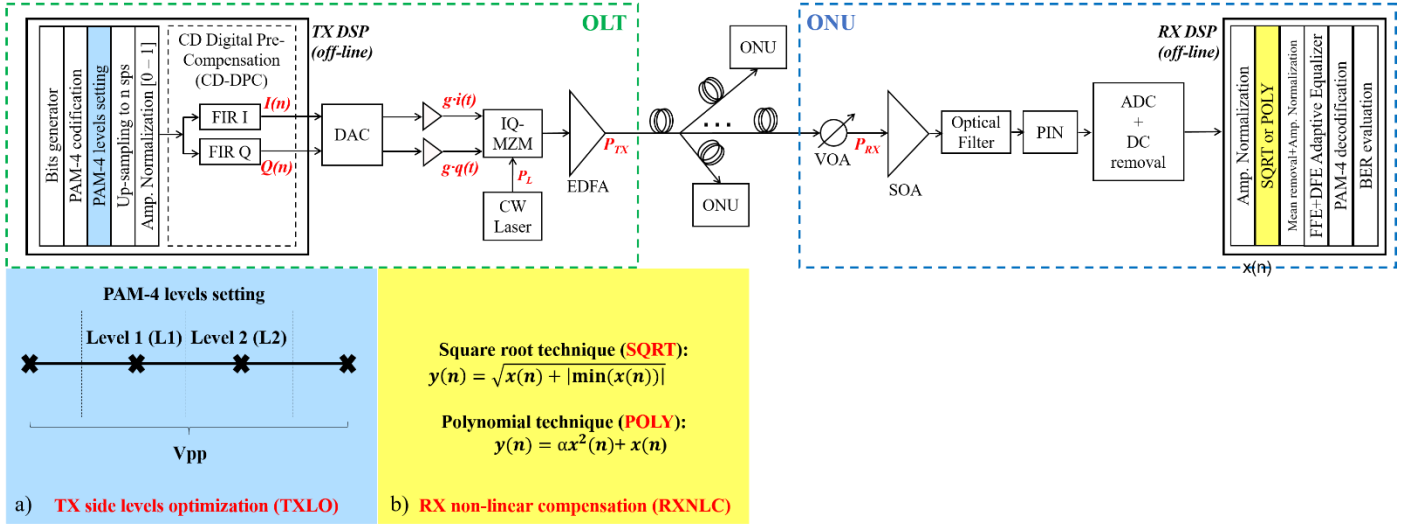 OLT
ONU
TX DSP
(off-line)
Bits generator
PAM-4 codification
PAM-4 levels setting
Up-sampling to n sps
Amp. Normalization [0 – 1]
CD Digital Pre-
Compensation
(CD-DPC)
FIR I
FIR Q
I(n)
Q(n)
DAC
g·i(t)
g·q(t)
IQ-
MZM
P_L
CW
Laser
EDFA
P_TX
ONU
...
ONU
VOA
P_RX
SOA
Optical
Filter
PIN
ADC
+
DC
removal
RX DSP
(off-line)
Amp. Normalization
SQRT or POLY
Mean removal+Amp. Normalization
FFE+DFE Adaptive Equalizer
PAM-4 decodification
BER evaluation
x(n)
PAM-4 levels setting
Level 1 (L1) Level 2 (L2)
Vpp
a) TX side levels optimization (TXLO)
Square root technique (SQRT):
y(n) = √x(n) + |min(x(n))|
Polynomial technique (POLY):
y(n) = αx²(n)+ x(n)
b) RX non-linear compensation (RXNLC)